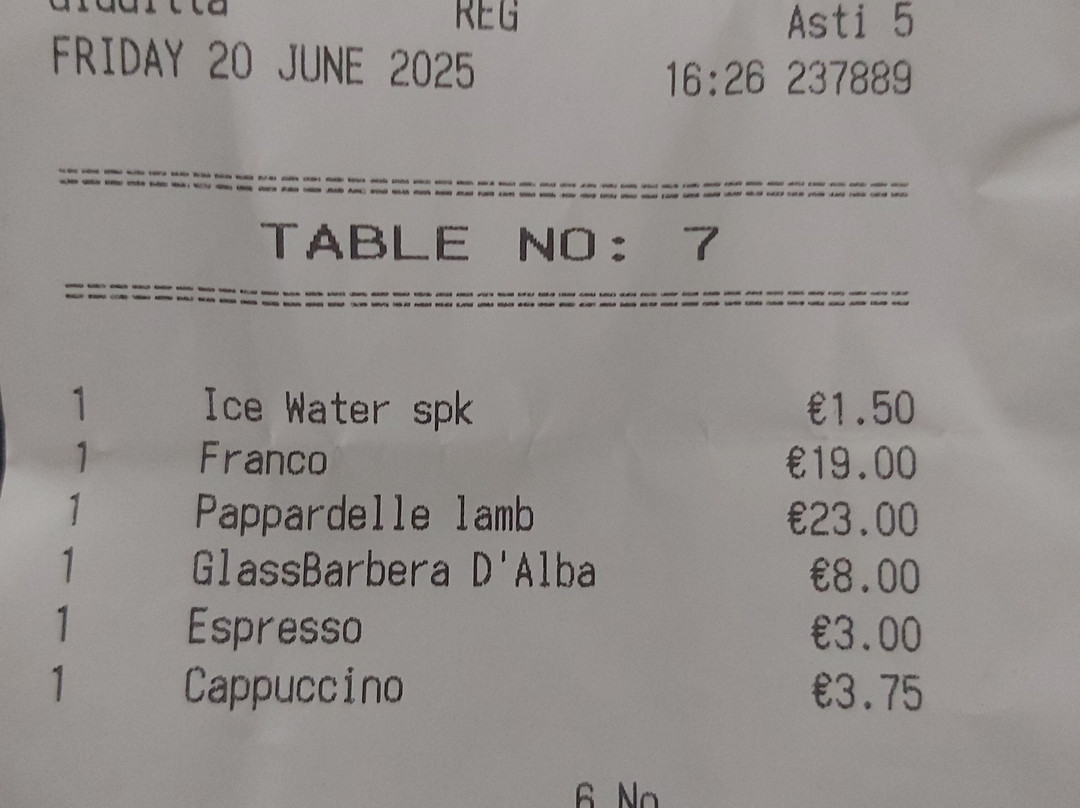 REG Asti 5
FRIDAY 20 JUNE 2025 16:26 237889
TABLE NO: 7
1 Ice Water spk €1.50
1 Franco €19.00
1 Pappardelle lamb €23.00
1 GlassBarbera D'Alba €8.00
1 Espresso €3.00
1 Cappuccino €3.75
6 No